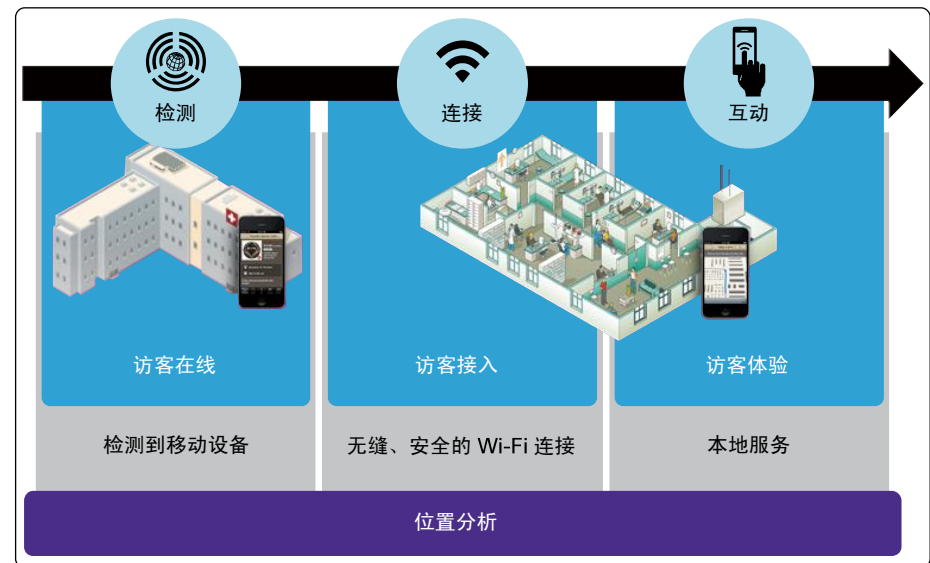 检测
连接
互动
访客在线
访客接入
访客体验
检测到移动设备
无缝、安全的 Wi-Fi 连接
本地服务
位置分析